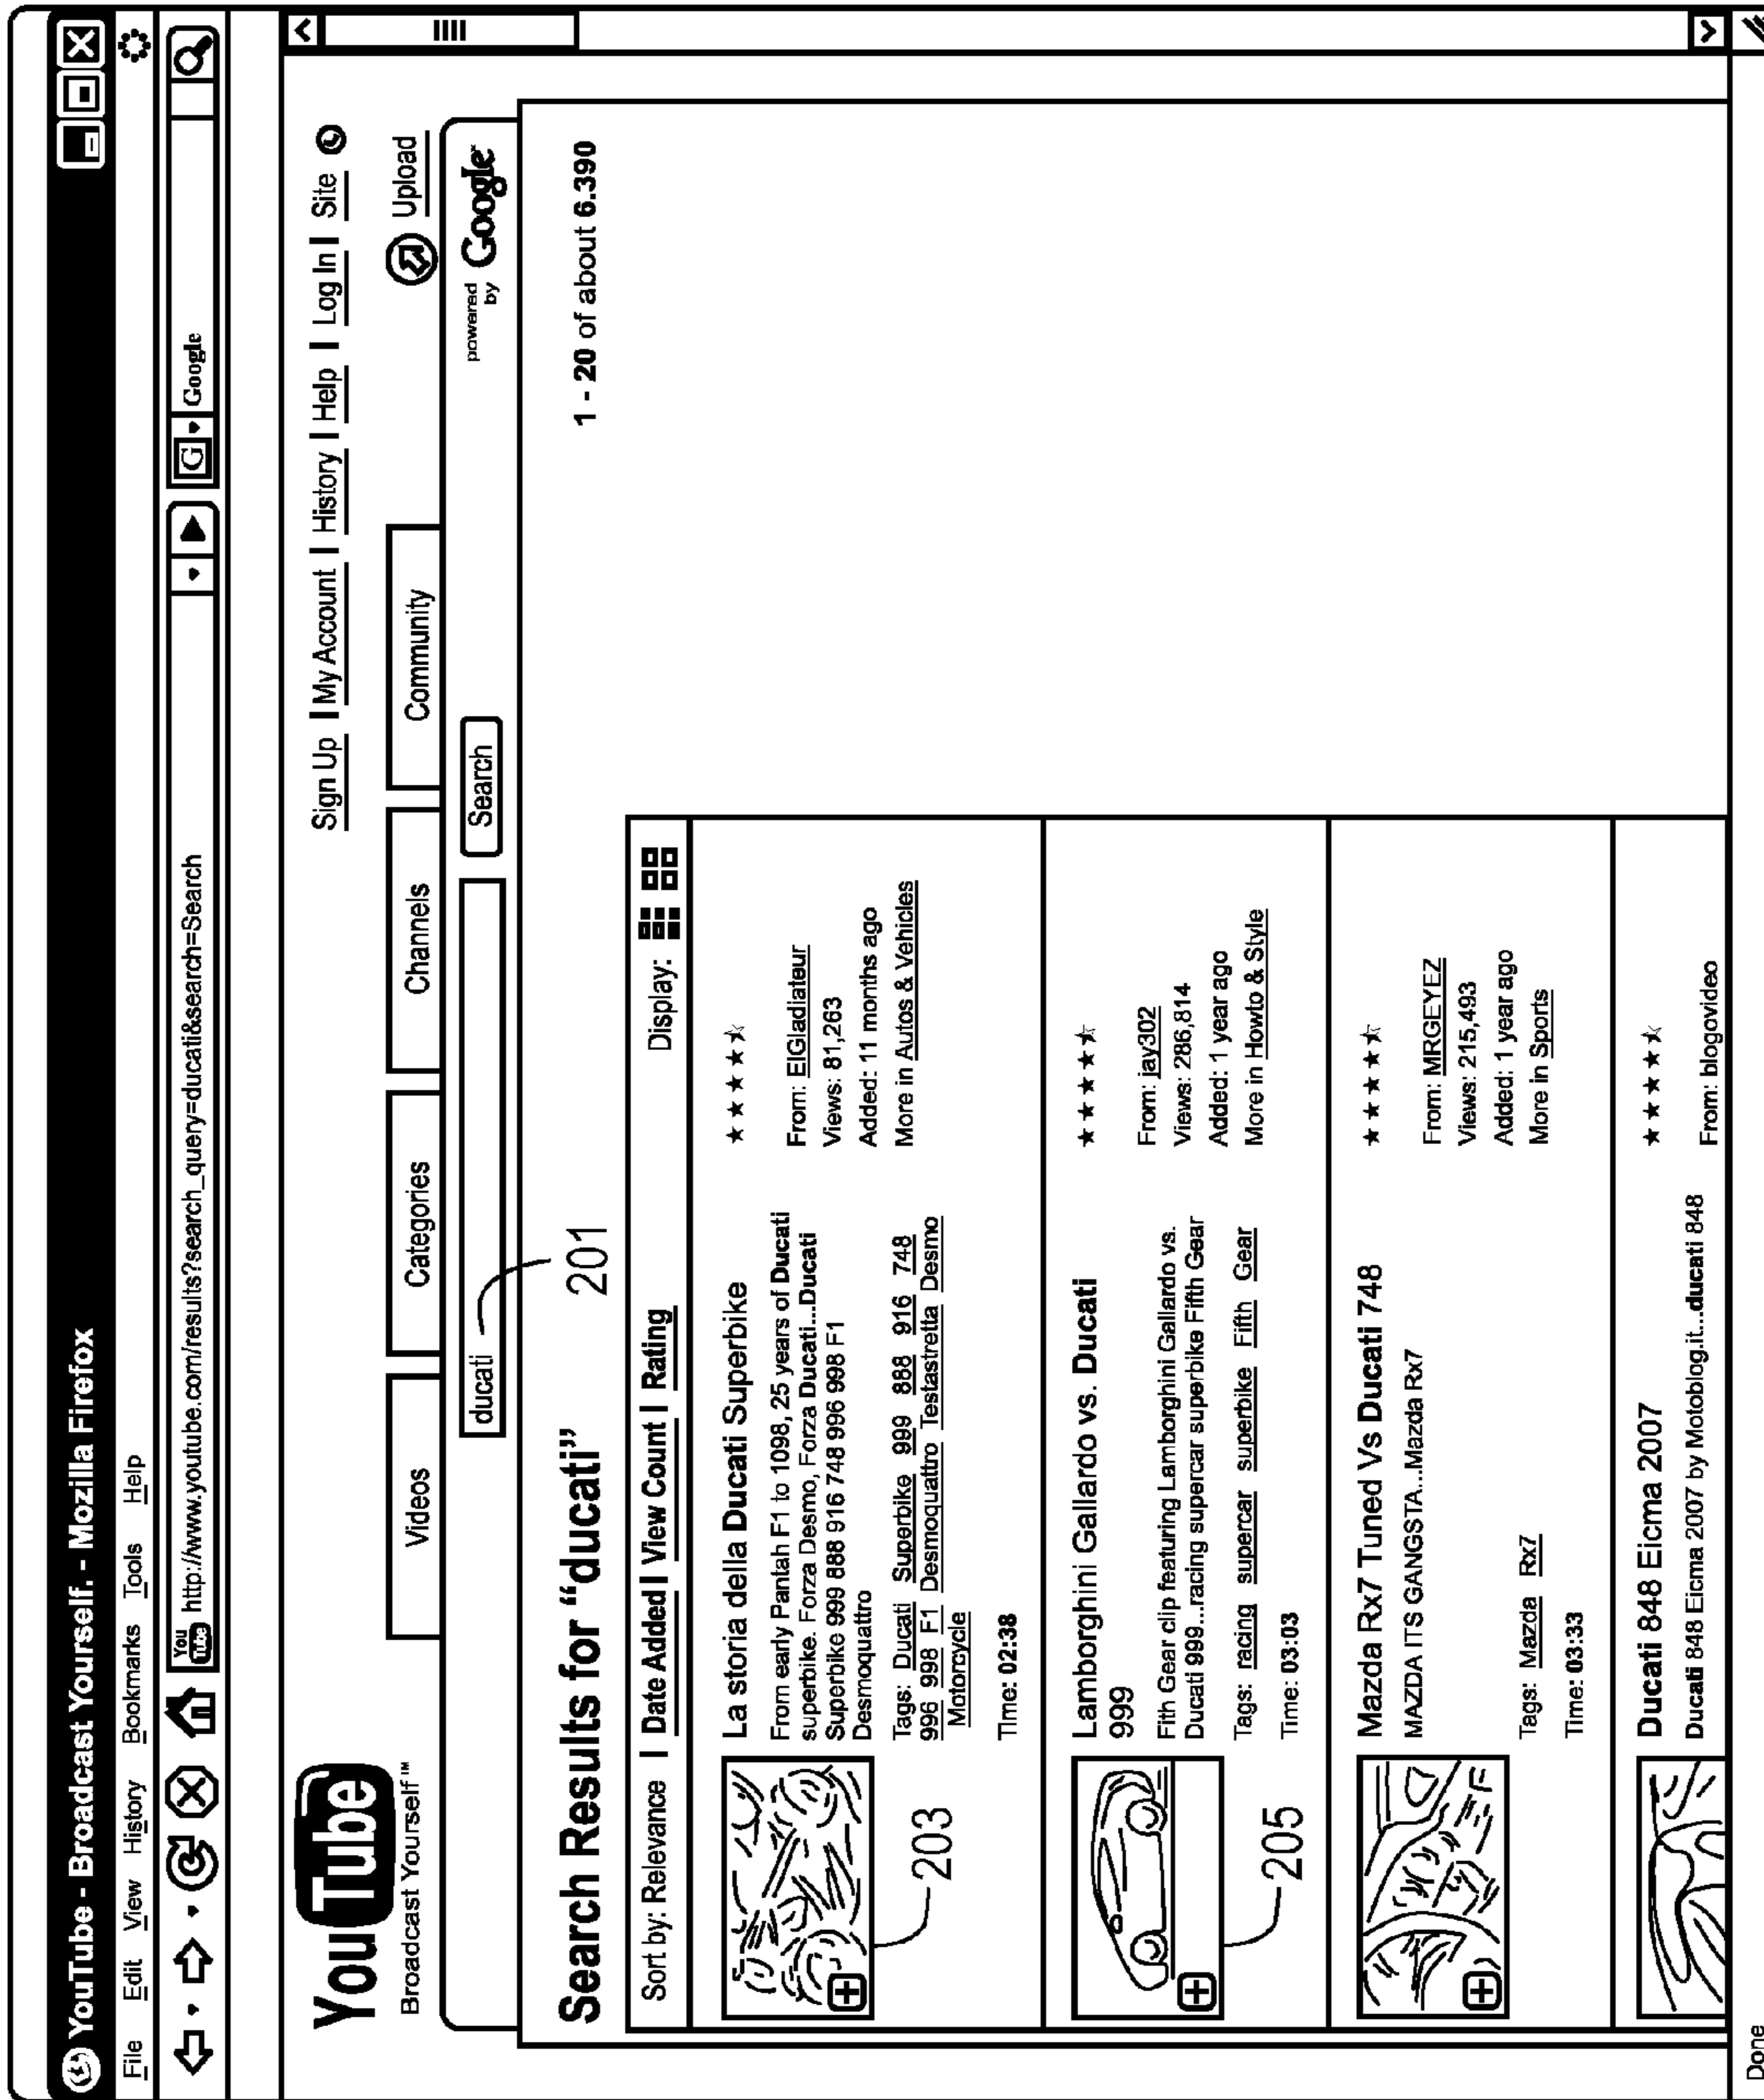 YouTube - Broadcast Yourself. - Mozilla Firefox
File Edit View History Bookmarks Tools Help
You Tube http://www.youtube.com/results?search_query=ducati&search=Search G Google
You Tube
Broadcast Yourself™
Sign Up | My Account | History | Help | Log In | Site
Videos Categories Channels Community Upload
ducati Search powered by Google™
201
Search Results for “ducati” 1 - 20 of about 6.390
Sort by: Relevance | Date Added | View Count | Rating Display:
La storia della Ducati Superbike
From early Pantah F1 to 1098, 25 years of Ducati
superbike. Forza Desmo, Forza Ducati...Ducati
Superbike 999 888 916 748 996 998 F1
Desmoquattro
Tags: Ducati Superbike 999 888 916 748
996 998 F1 Desmoquattro Testastretta Desmo
Motorcycle
Time: 02:38
From: ElGladiateur
Views: 81,263
Added: 11 months ago
More in Autos & Vehicles
203
Lamborghini Gallardo vs. Ducati
999
Fith Gear clip featuring Lamborghini Gallardo vs.
Ducati 999...racing supercar superbike Fifth Gear
Tags: racing supercar superbike Fifth Gear
Time: 03:03
From: jay302
Views: 286,814
Added: 1 year ago
More in Howto & Style
205
Mazda Rx7 Tuned Vs Ducati 748
MAZDA ITS GANGSTA...Mazda Rx7
Tags: Mazda Rx7
Time: 03:33
From: MRGEYEZ
Views: 215,493
Added: 1 year ago
More in Sports
Ducati 848 Eicma 2007
Ducati 848 Eicma 2007 by Motoblog.it...ducati 848
From: blogovideo
Done